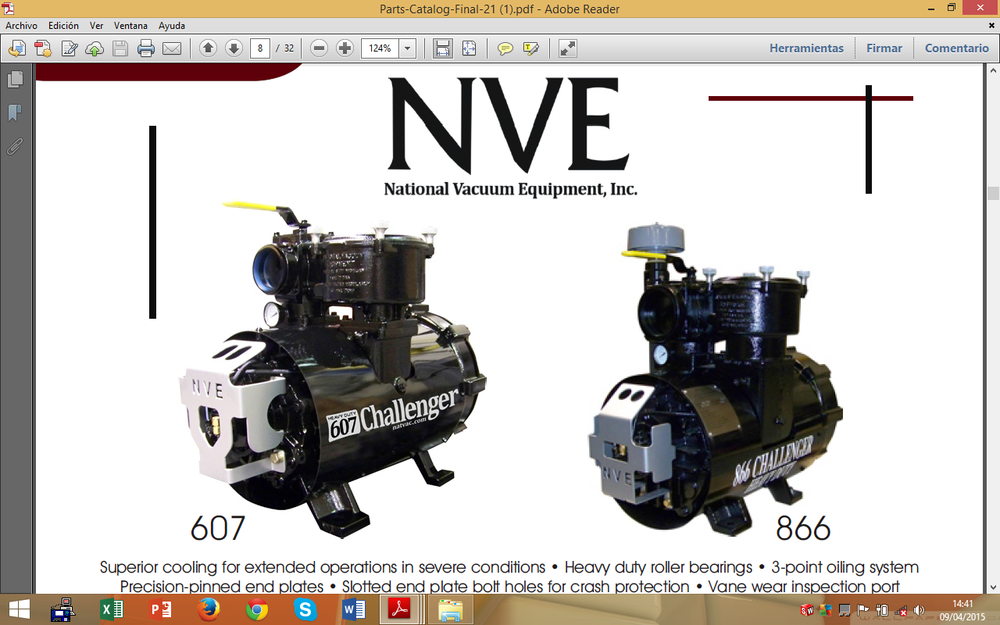 Parts-Catalog-Final-21 (1).pdf - Adobe Reader
Archivo Edición Ver Ventana Ayuda
8 / 32 124% Herramientas Firmar Comentario
NVE
National Vacuum Equipment, Inc.
NVE
HEAVY DUTY
607 Challenger
natvac.com
866 CHALLENGER
HEAVY DUTY
NVE
607
866
Superior cooling for extended operations in severe conditions • Heavy duty roller bearings • 3-point oiling system
Precision-pinned end plates • Slotted end plate bolt holes for crash protection • Vane wear inspection port
14:41
09/04/2015